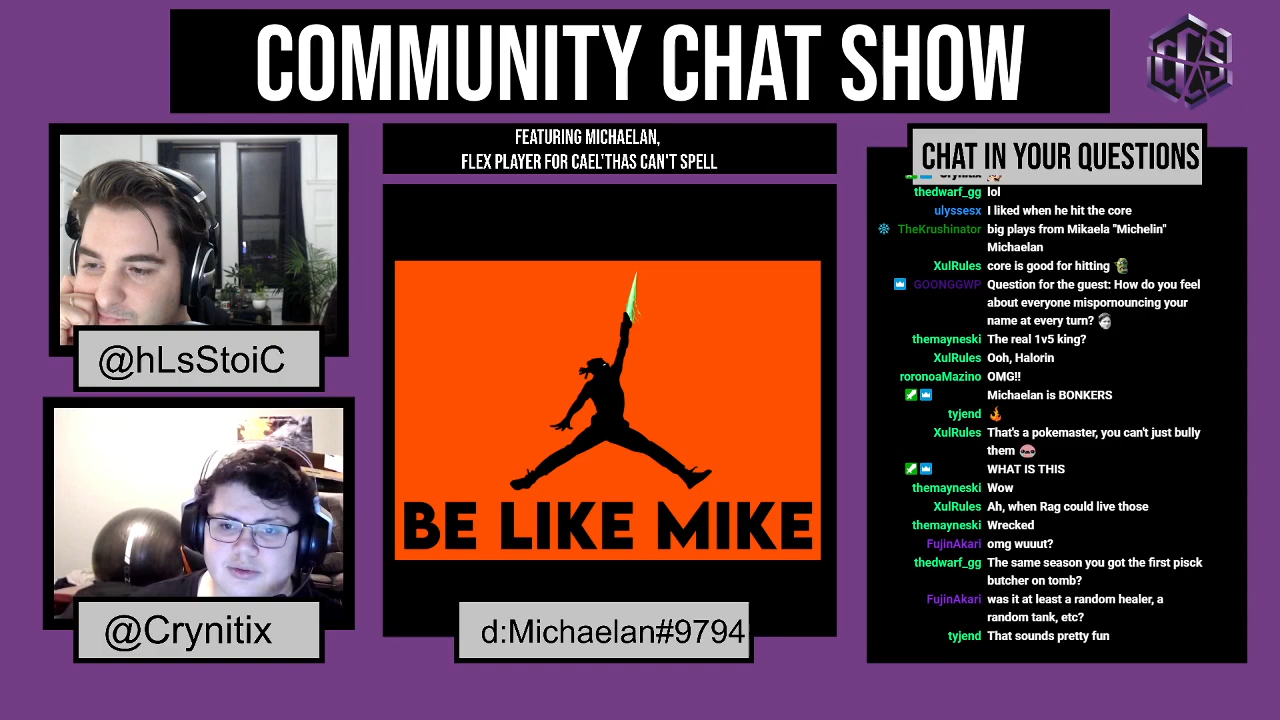 COMMUNITY CHAT SHOW
CCS
FEATURING MICHAELAN,
FLEX PLAYER FOR CAEL'THAS CAN'T SPELL
@hLsStoiC
@Crynitix
BE LIKE MIKE
d:Michaelan#9794
CHAT IN YOUR QUESTIONS
Crynitix
thedwarf_gg lol
ulyssesx I liked when he hit the core
TheKrushinator big plays from Mikaela "Michelin"
Michaelan
XulRules core is good for hitting
GOONGGWP Question for the guest: How do you feel
about everyone mispornouncing your
name at every turn?
themayneski The real 1v5 king?
XulRules Ooh, Halorin
roronoaMazino OMG!!
Michaelan is BONKERS
tyjend
XulRules That's a pokemaster, you can't just bully
them
WHAT IS THIS
themayneski Wow
XulRules Ah, when Rag could live those
themayneski Wrecked
FujinAkari omg wuuut?
thedwarf_gg The same season you got the first pisck
butcher on tomb?
FujinAkari was it at least a random healer, a
random tank, etc?
tyjend That sounds pretty fun